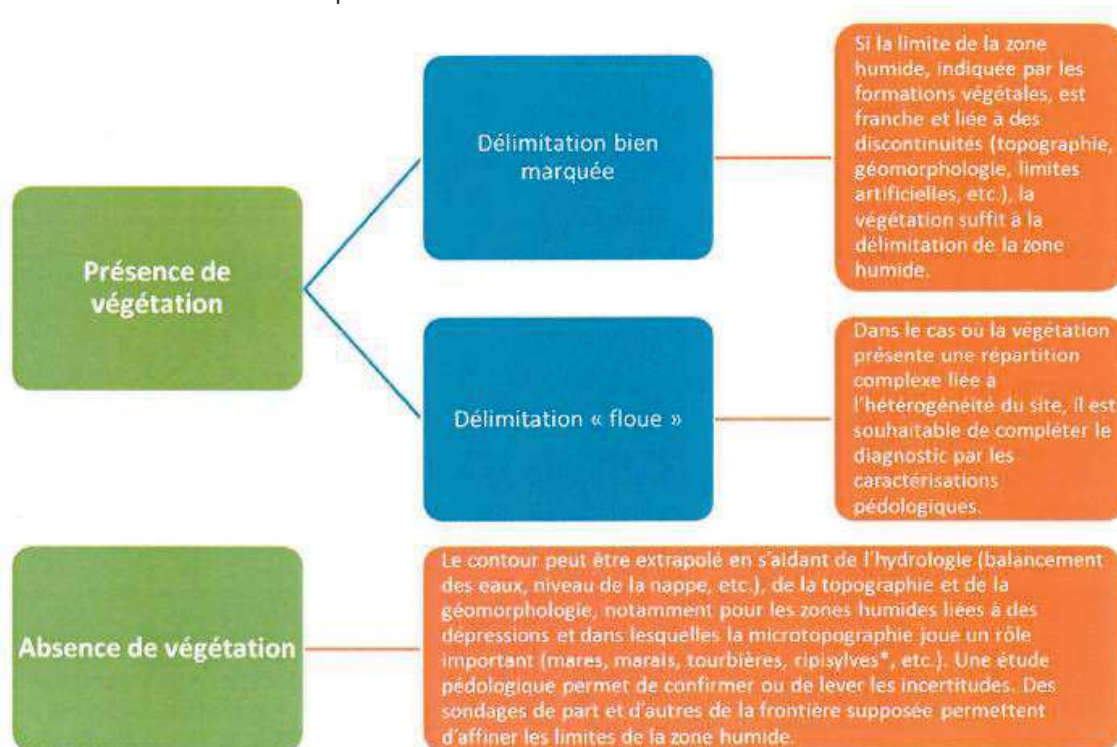 Présence de
végétation
Délimitation bien
marquée
Si la limite de la zone
humide, indiquée par les
formations végétales, est
franche et liée à des
discontinuités (topographie,
géomorphologie, limites
artificielles, etc.), la
végétation suffit à la
délimitation de la zone
humide.
Délimitation « floue »
Dans le cas où la végétation
présente une répartition
complexe liée à
l'hétérogénéité du site, il est
souhaitable de compléter le
diagnostic par les
caractérisations
pédologiques.
Absence de végétation
Le contour peut être extrapolé en s'aidant de l'hydrologie (balancement
des eaux, niveau de la nappe, etc.), de la topographie et de la
géomorphologie, notamment pour les zones humides liées à des
dépressions et dans lesquelles la microtopographie joue un rôle
important (mares, marais, tourbières, ripisylves*, etc.). Une étude
pédologique permet de confirmer ou de lever les incertitudes. Des
sondages de part et d'autres de la frontière supposée permettent
d'affiner les limites de la zone humide.